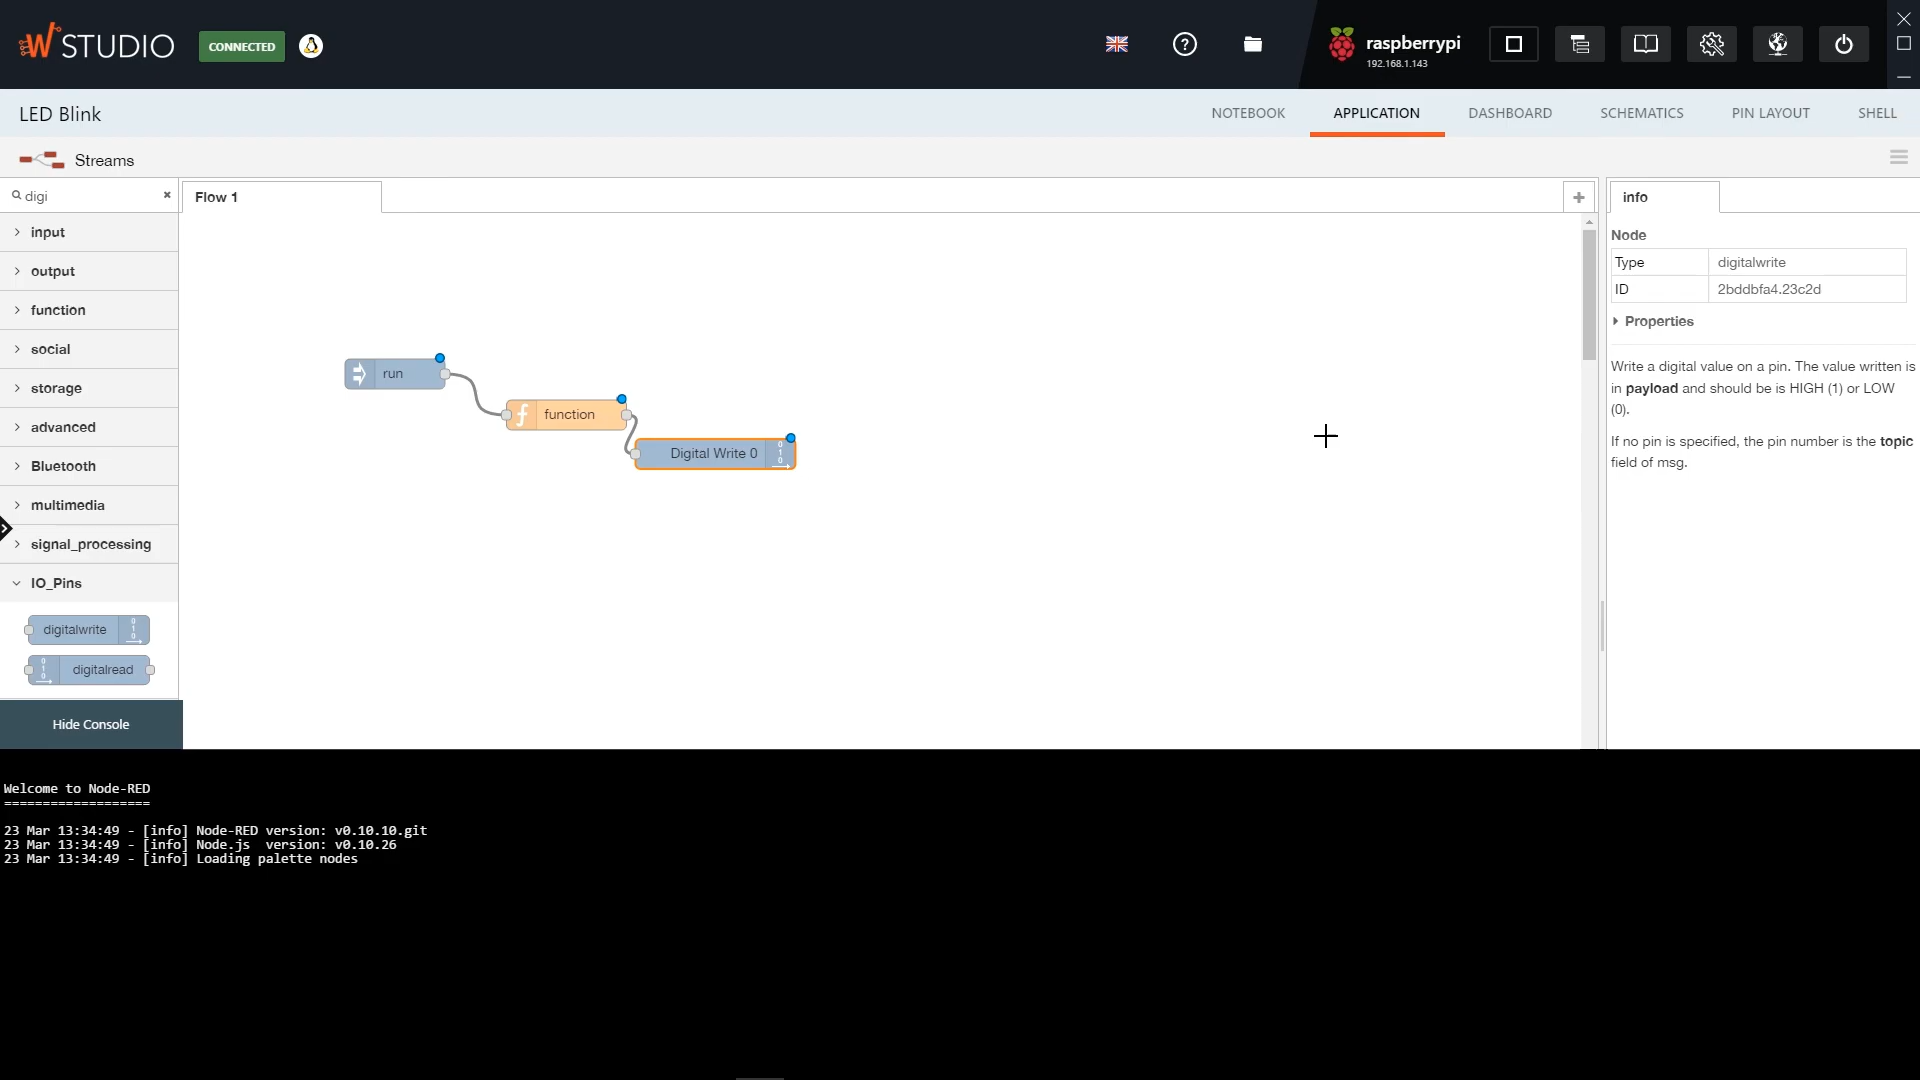 W STUDIO
CONNECTED
raspberrypi
192.168.1.143
LED Blink
NOTEBOOK
APPLICATION
DASHBOARD
SCHEMATICS
PIN LAYOUT
SHELL
Streams
digi
Flow 1
info
input
output
function
social
storage
advanced
Bluetooth
multimedia
signal_processing
IO_Pins
digitalwrite
digitalread
Hide Console
run
function
Digital Write 0
Node
Type digitalwrite
ID 2bddbfa4.23c2d
Properties
Write a digital value on a pin. The value written is
in payload and should be is HIGH (1) or LOW
(0).
If no pin is specified, the pin number is the topic
field of msg.
Welcome to Node-RED
===================
23 Mar 13:34:49 - [info] Node-RED version: v0.10.10.git
23 Mar 13:34:49 - [info] Node.js  version: v0.10.26
23 Mar 13:34:49 - [info] Loading palette nodes